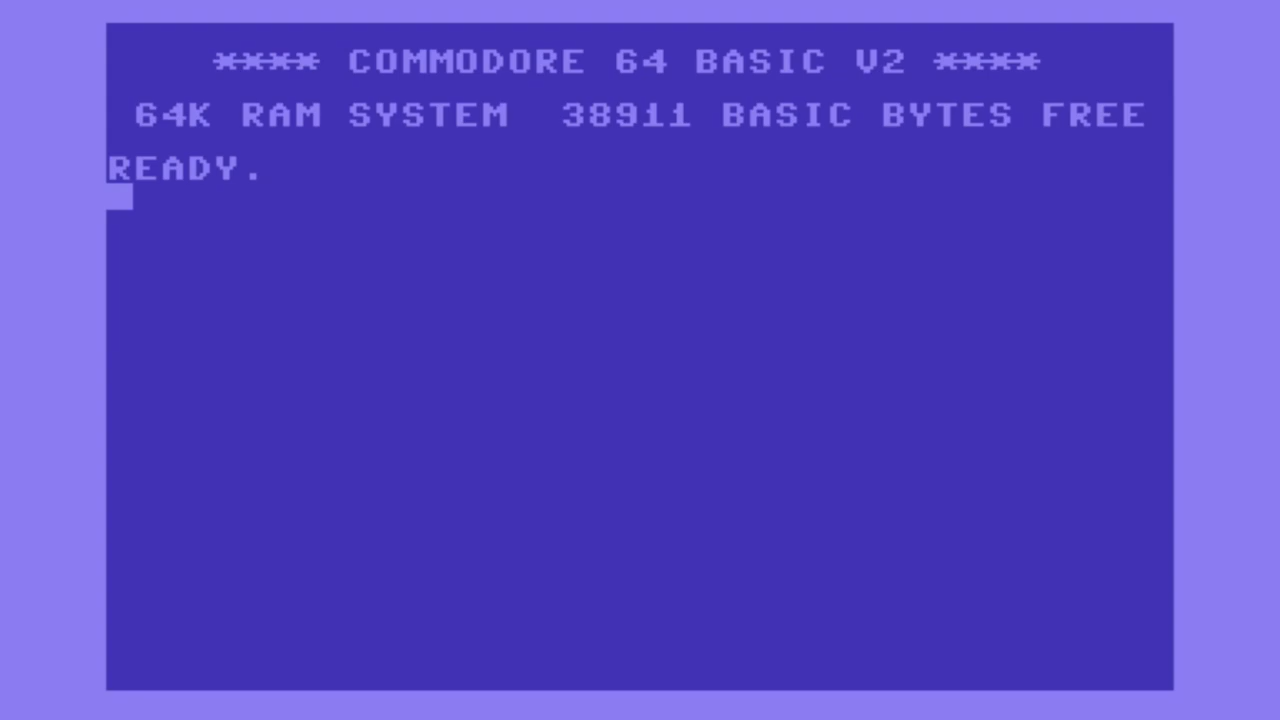 **** COMMODORE 64 BASIC V2 ****
64K RAM SYSTEM  38911 BASIC BYTES FREE
READY.